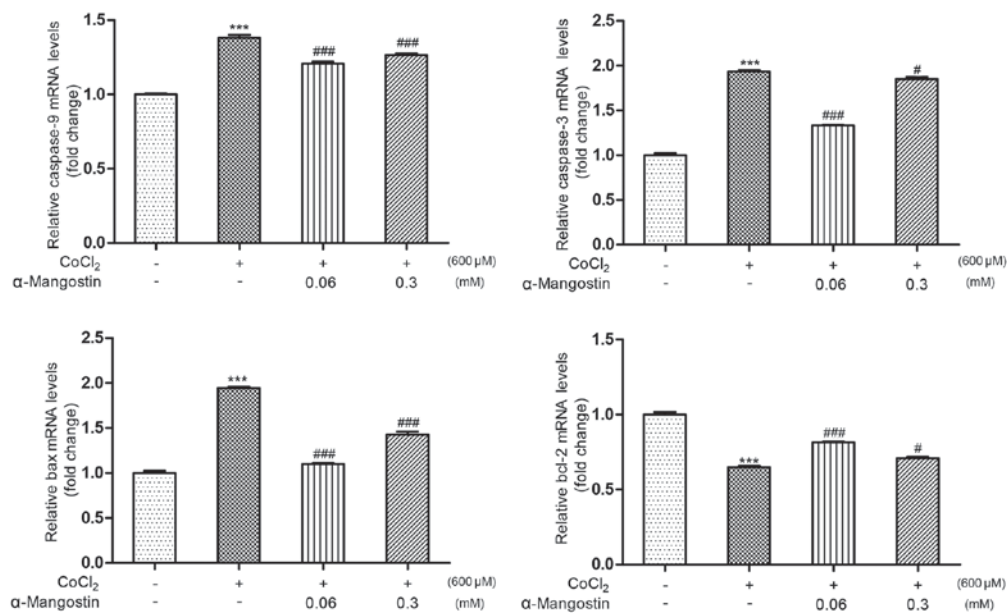 Relative caspase-9 mRNA levels
(fold change)
1.5
1.0
0.5
0.0
***
###
###
CoCl2 - + + + (600 µM)
α-Mangostin - - 0.06 0.3 (mM)
Relative caspase-3 mRNA levels
(fold change)
2.5
2.0
1.5
1.0
0.5
0.0
***
###
#
CoCl2 - + + + (600 µM)
α-Mangostin - - 0.06 0.3 (mM)
Relative bax mRNA levels
(fold change)
2.5
2.0
1.5
1.0
0.5
0.0
***
###
###
CoCl2 - + + + (600 µM)
α-Mangostin - - 0.06 0.3 (mM)
Relative bcl-2 mRNA levels
(fold change)
1.5
1.0
0.5
0.0
***
###
#
CoCl2 - + + + (600 µM)
α-Mangostin - - 0.06 0.3 (mM)